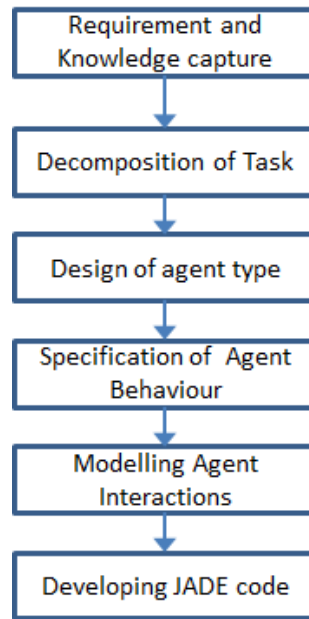 Requirement and
Knowledge capture
Decomposition of Task
Design of agent type
Specification of Agent
Behaviour
Modelling Agent
Interactions
Developing JADE code